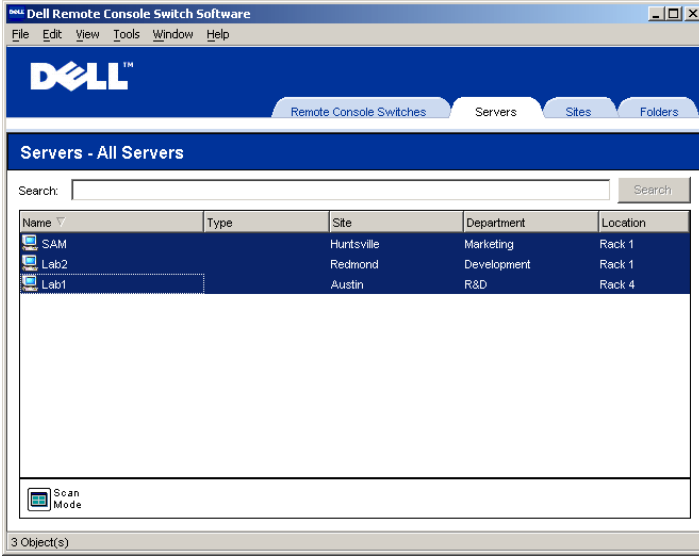 DELL Dell Remote Console Switch Software
File Edit View Tools Window Help
DELL™
Remote Console Switches Servers Sites Folders
Servers - All Servers
Search: Search
Name Type Site Department Location
SAM Huntsville Marketing Rack 1
Lab2 Redmond Development Rack 1
Lab1 Austin R&D Rack 4
Scan
Mode
3 Object(s)